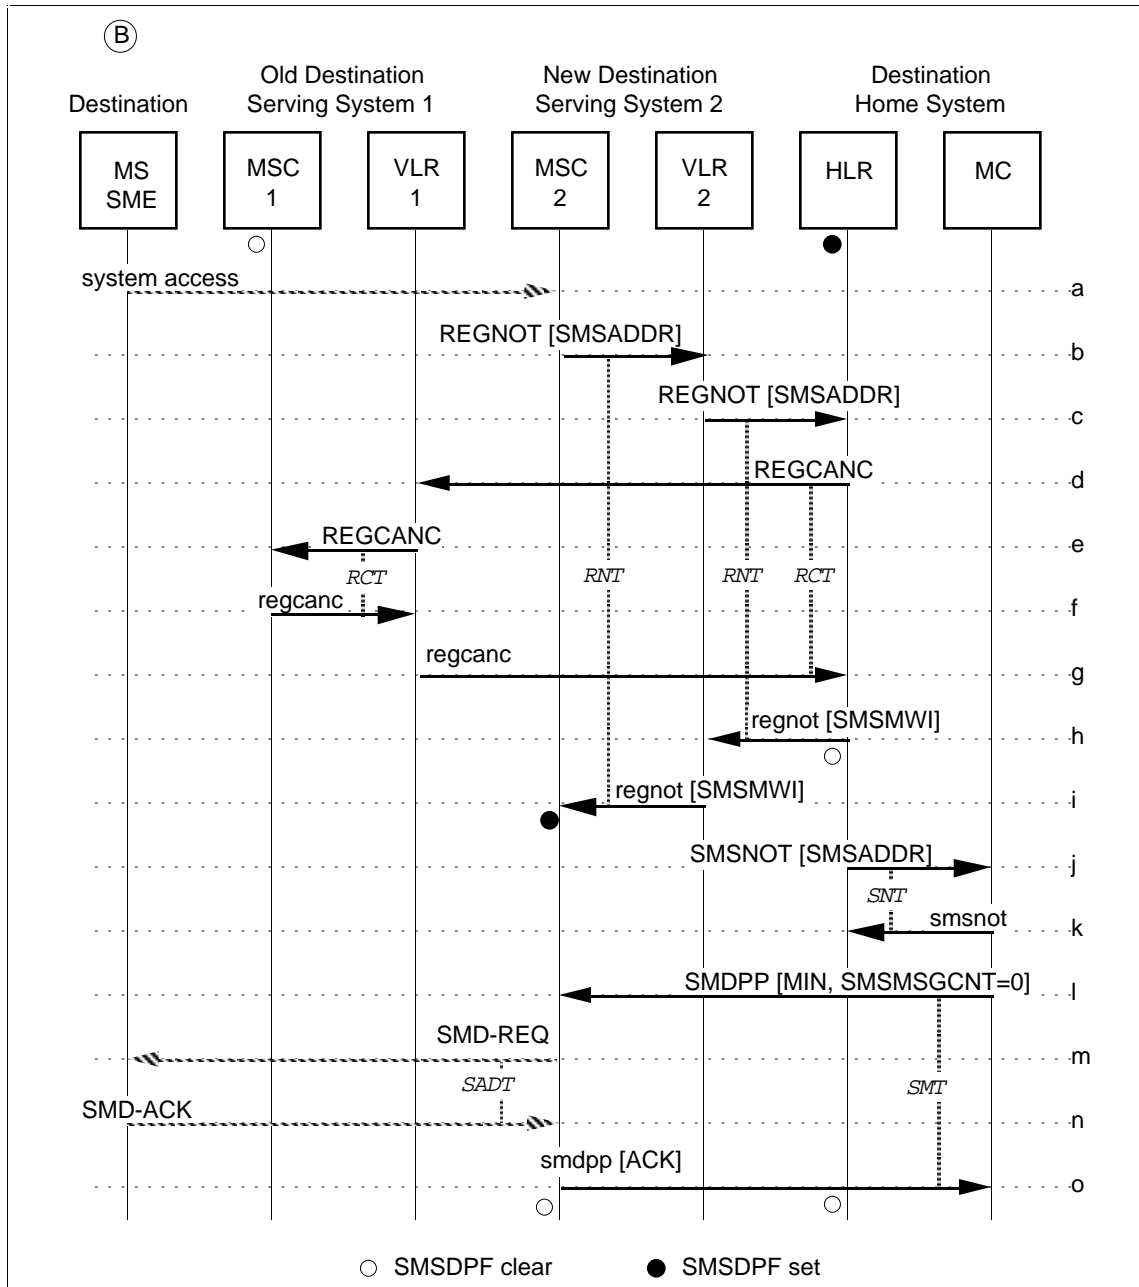 B
Old Destination
Serving System 1
New Destination
Serving System 2
Destination
Home System
Destination
MS
SME
MSC
1
VLR
1
MSC
2
VLR
2
HLR
MC
system access
a
REGNOT [SMSADDR]
b
REGNOT [SMSADDR]
c
REGCANC
d
REGCANC
e
RCT
RNT
RNT
RCT
regcanc
f
regcanc
g
regnot [SMSMWI]
h
regnot [SMSMWI]
i
SMSNOT [SMSADDR]
j
SNT
smsnot
k
SMDPP [MIN, SMSMSGCNT=0]
l
SMD-REQ
m
SADT
SMT
SMD-ACK
n
smdpp [ACK]
o
SMSDPF clear
SMSDPF set